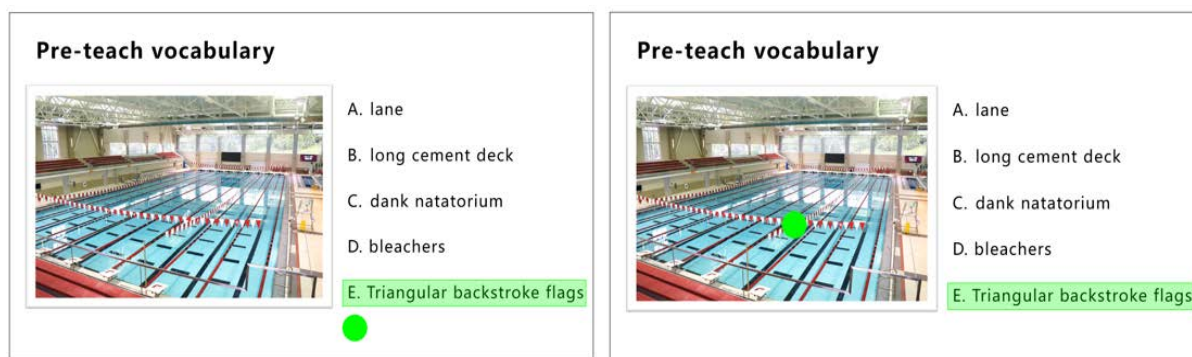 Pre-teach vocabulary
A. lane
B. long cement deck
C. dank natatorium
D. bleachers
E. Triangular backstroke flags
Pre-teach vocabulary
A. lane
B. long cement deck
C. dank natatorium
D. bleachers
E. Triangular backstroke flags